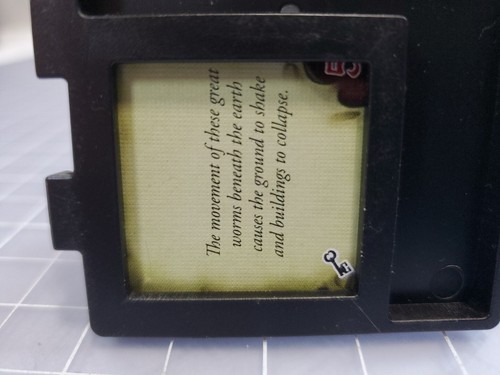 The movement of these great
worms beneath the earth
causes the ground to shake
and buildings to collapse.